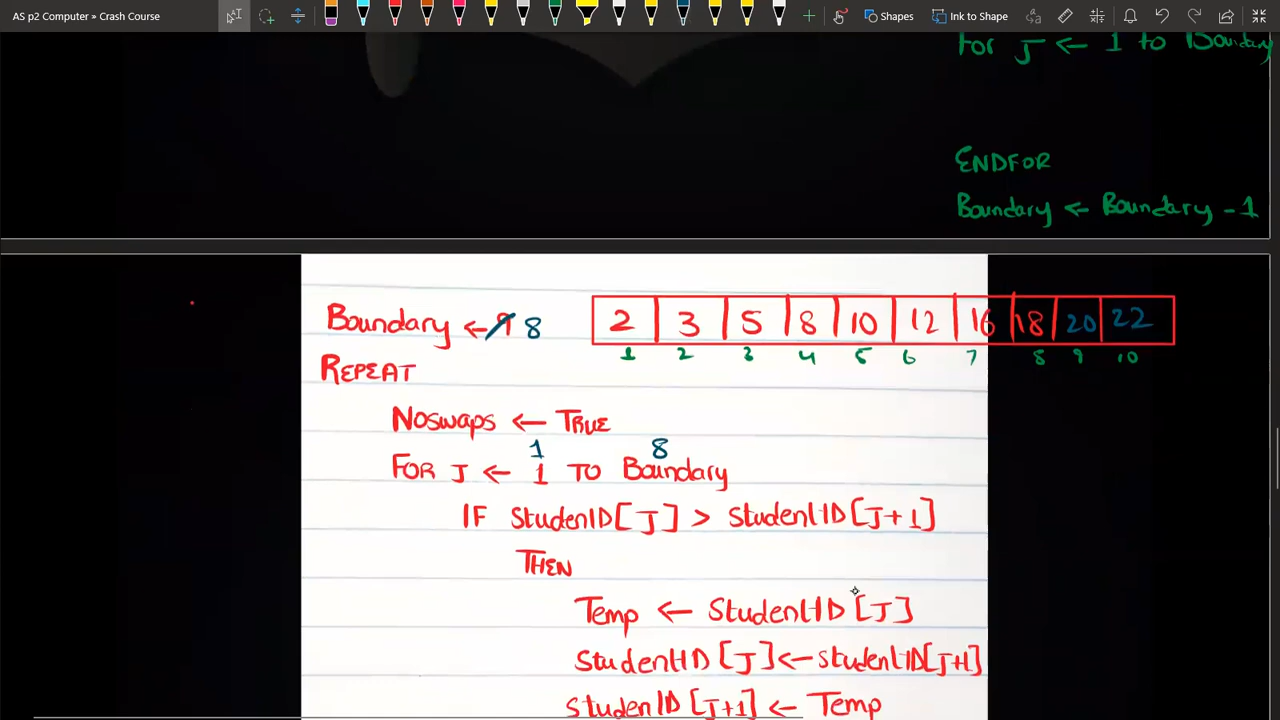 AS p2 Computer » Crash Course
Shapes
Ink to Shape
For J ← 1 to Boundary
ENDFOR
Boundary ← Boundary - 1
Boundary ← 9 8
2 3 5 8 10 12 16 18 20 22
1 2 3 4 5 6 7 8 9 10
REPEAT
Noswaps ← TRUE
1 8
FOR J ← 1 TO Boundary
IF StudenID[J] > StudentID[J+1]
THEN
Temp ← StudentID[J]
StudentID[J] ← StudentID[J+1]
StudenID[J+1] ← Temp